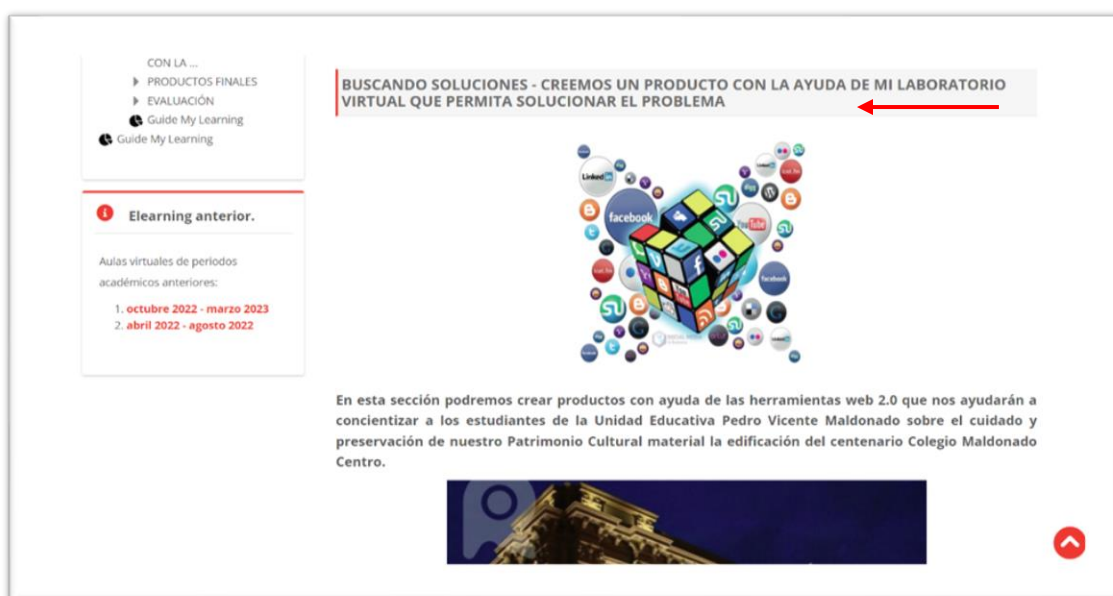 CON LA ...
PRODUCTOS FINALES
EVALUACIÓN
Guide My Learning
Guide My Learning
Elearning anterior.
Aulas virtuales de periodos
académicos anteriores:
1. octubre 2022 - marzo 2023
2. abril 2022 - agosto 2022
BUSCANDO SOLUCIONES - CREEMOS UN PRODUCTO CON LA AYUDA DE MI LABORATORIO
VIRTUAL QUE PERMITA SOLUCIONAR EL PROBLEMA
LinkedIn
facebook
YouTube
facebook
En esta sección podremos crear productos con ayuda de las herramientas web 2.0 que nos ayudarán a
concientizar a los estudiantes de la Unidad Educativa Pedro Vicente Maldonado sobre el cuidado y
preservación de nuestro Patrimonio Cultural material la edificación del centenario Colegio Maldonado
Centro.